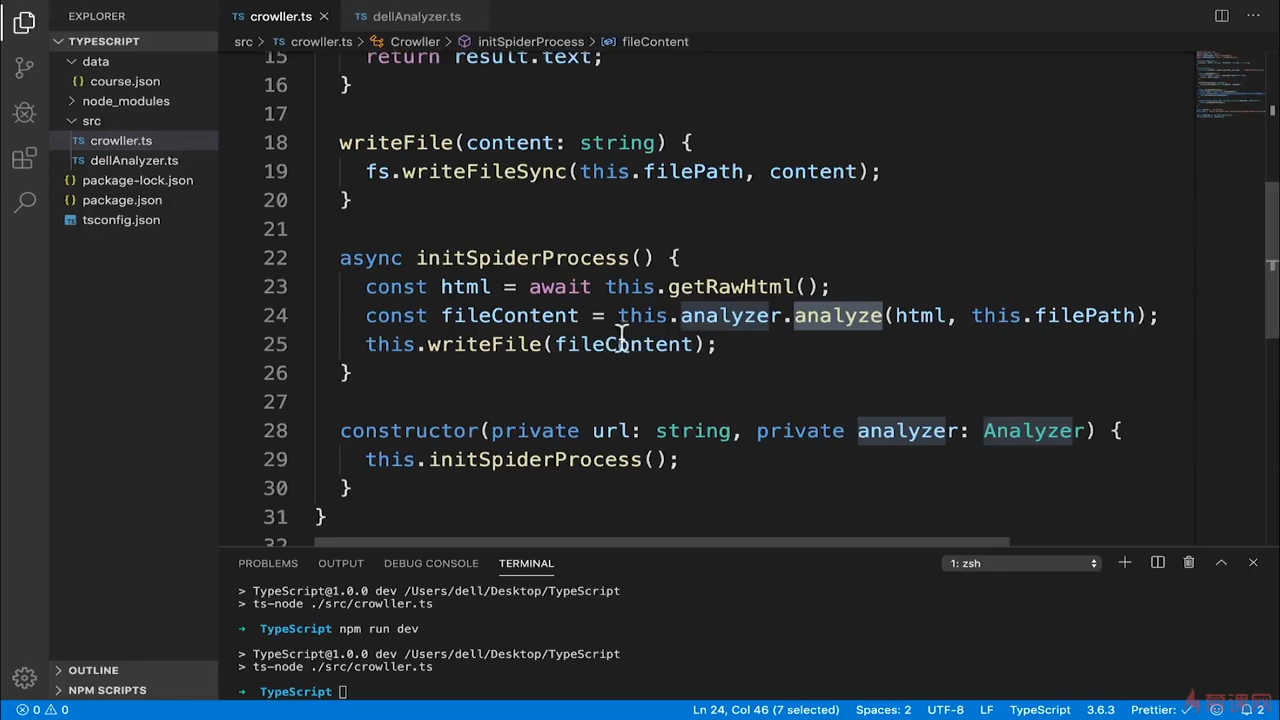 EXPLORER
TS crowller.ts ×
TS dellAnalyzer.ts
···
TYPESCRIPT
data
{} course.json
node_modules
src
TS crowller.ts
TS dellAnalyzer.ts
{} package-lock.json
{} package.json
tsconfig.json
OUTLINE
NPM SCRIPTS
src > TS crowller.ts > Crowller > initSpiderProcess > fileContent
15 return result.text;
16 }
17
18 writeFile(content: string) {
19 fs.writeFileSync(this.filePath, content);
20 }
21
22 async initSpiderProcess() {
23 const html = await this.getRawHtml();
24 const fileContent = this.analyzer.analyze(html, this.filePath);
25 this.writeFile(fileContent);
26 }
27
28 constructor(private url: string, private analyzer: Analyzer) {
29 this.initSpiderProcess();
30 }
31 }
32
PROBLEMS OUTPUT DEBUG CONSOLE TERMINAL 1: zsh
> TypeScript@1.0.0 dev /Users/dell/Desktop/TypeScript
> ts-node ./src/crowller.ts
→ TypeScript npm run dev
> TypeScript@1.0.0 dev /Users/dell/Desktop/TypeScript
> ts-node ./src/crowller.ts
→ TypeScript
0 0 Ln 24, Col 46 (7 selected) Spaces: 2 UTF-8 LF TypeScript 3.6.3 Prettier: ✓ 2
慕课网